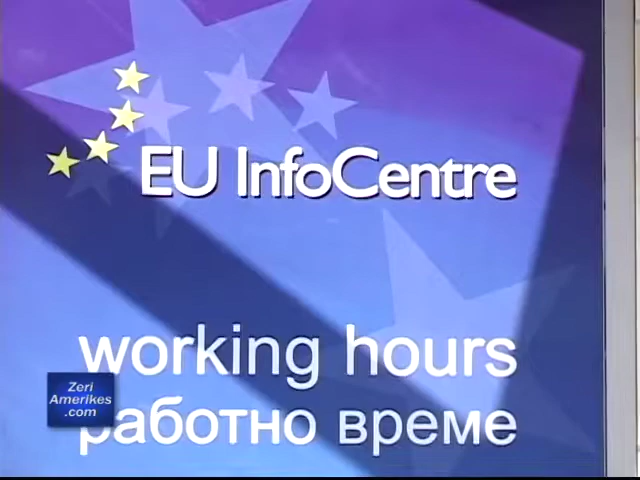 EU InfoCentre
working hours
Zeri
Amerikes
.com
работно време